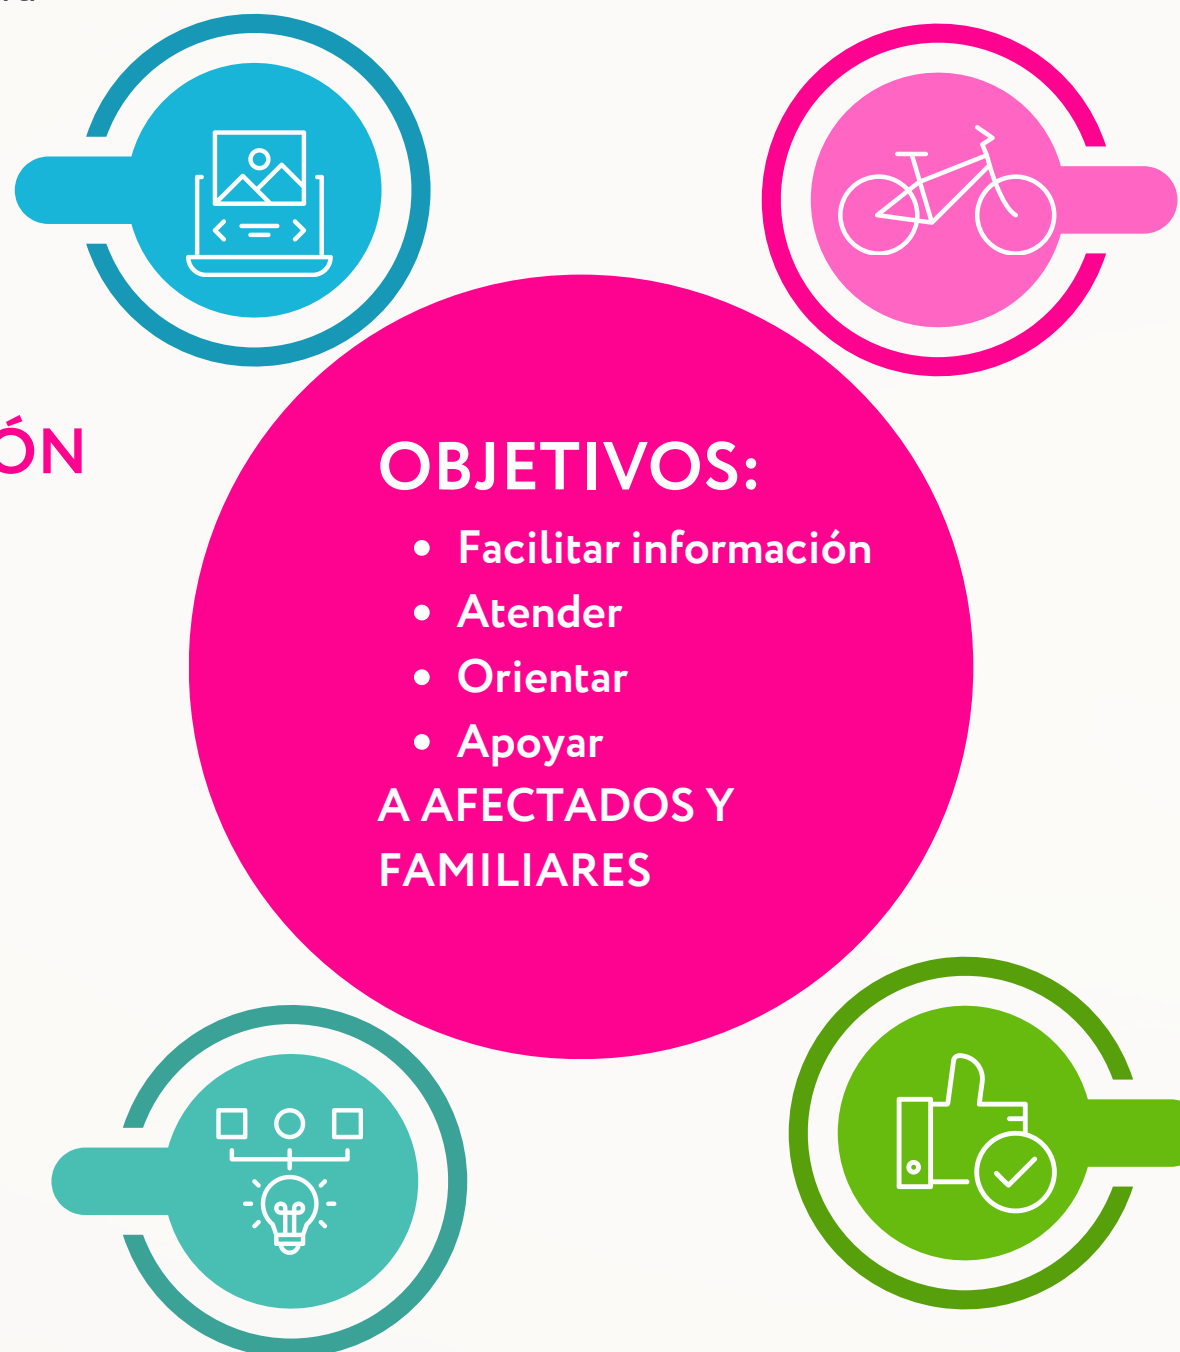 ÓN
OBJETIVOS:
• Facilitar información
• Atender
• Orientar
• Apoyar
A AFECTADOS Y
FAMILIARES